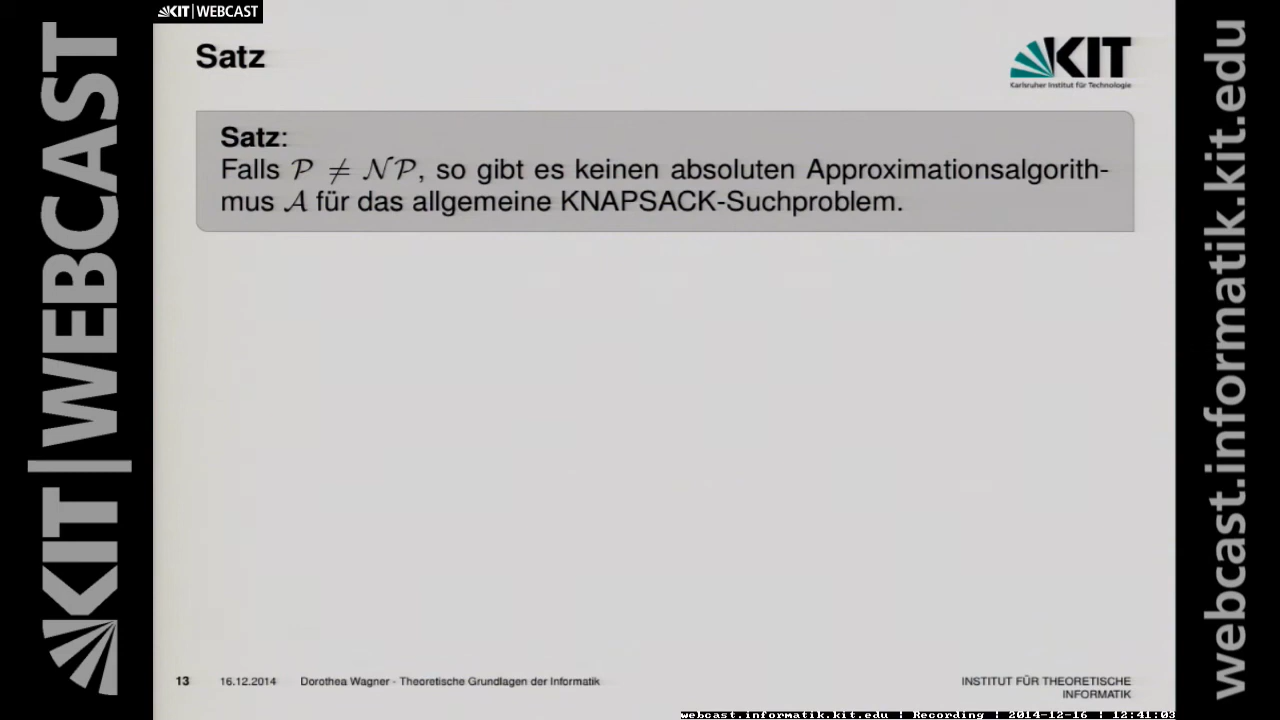 KIT | WEBCAST
Satz
KIT
Karlsruher Institut für Technologie
Satz:
Falls P ≠ NP, so gibt es keinen absoluten Approximationsalgorith-
mus A für das allgemeine KNAPSACK-Suchproblem.
KIT | WEBCAST
webcast.informatik.kit.edu
13 16.12.2014 Dorothea Wagner - Theoretische Grundlagen der Informatik
INSTITUT FÜR THEORETISCHE
INFORMATIK
webcast.informatik.kit.edu | Recording | 2014-12-16 | 12:41:03